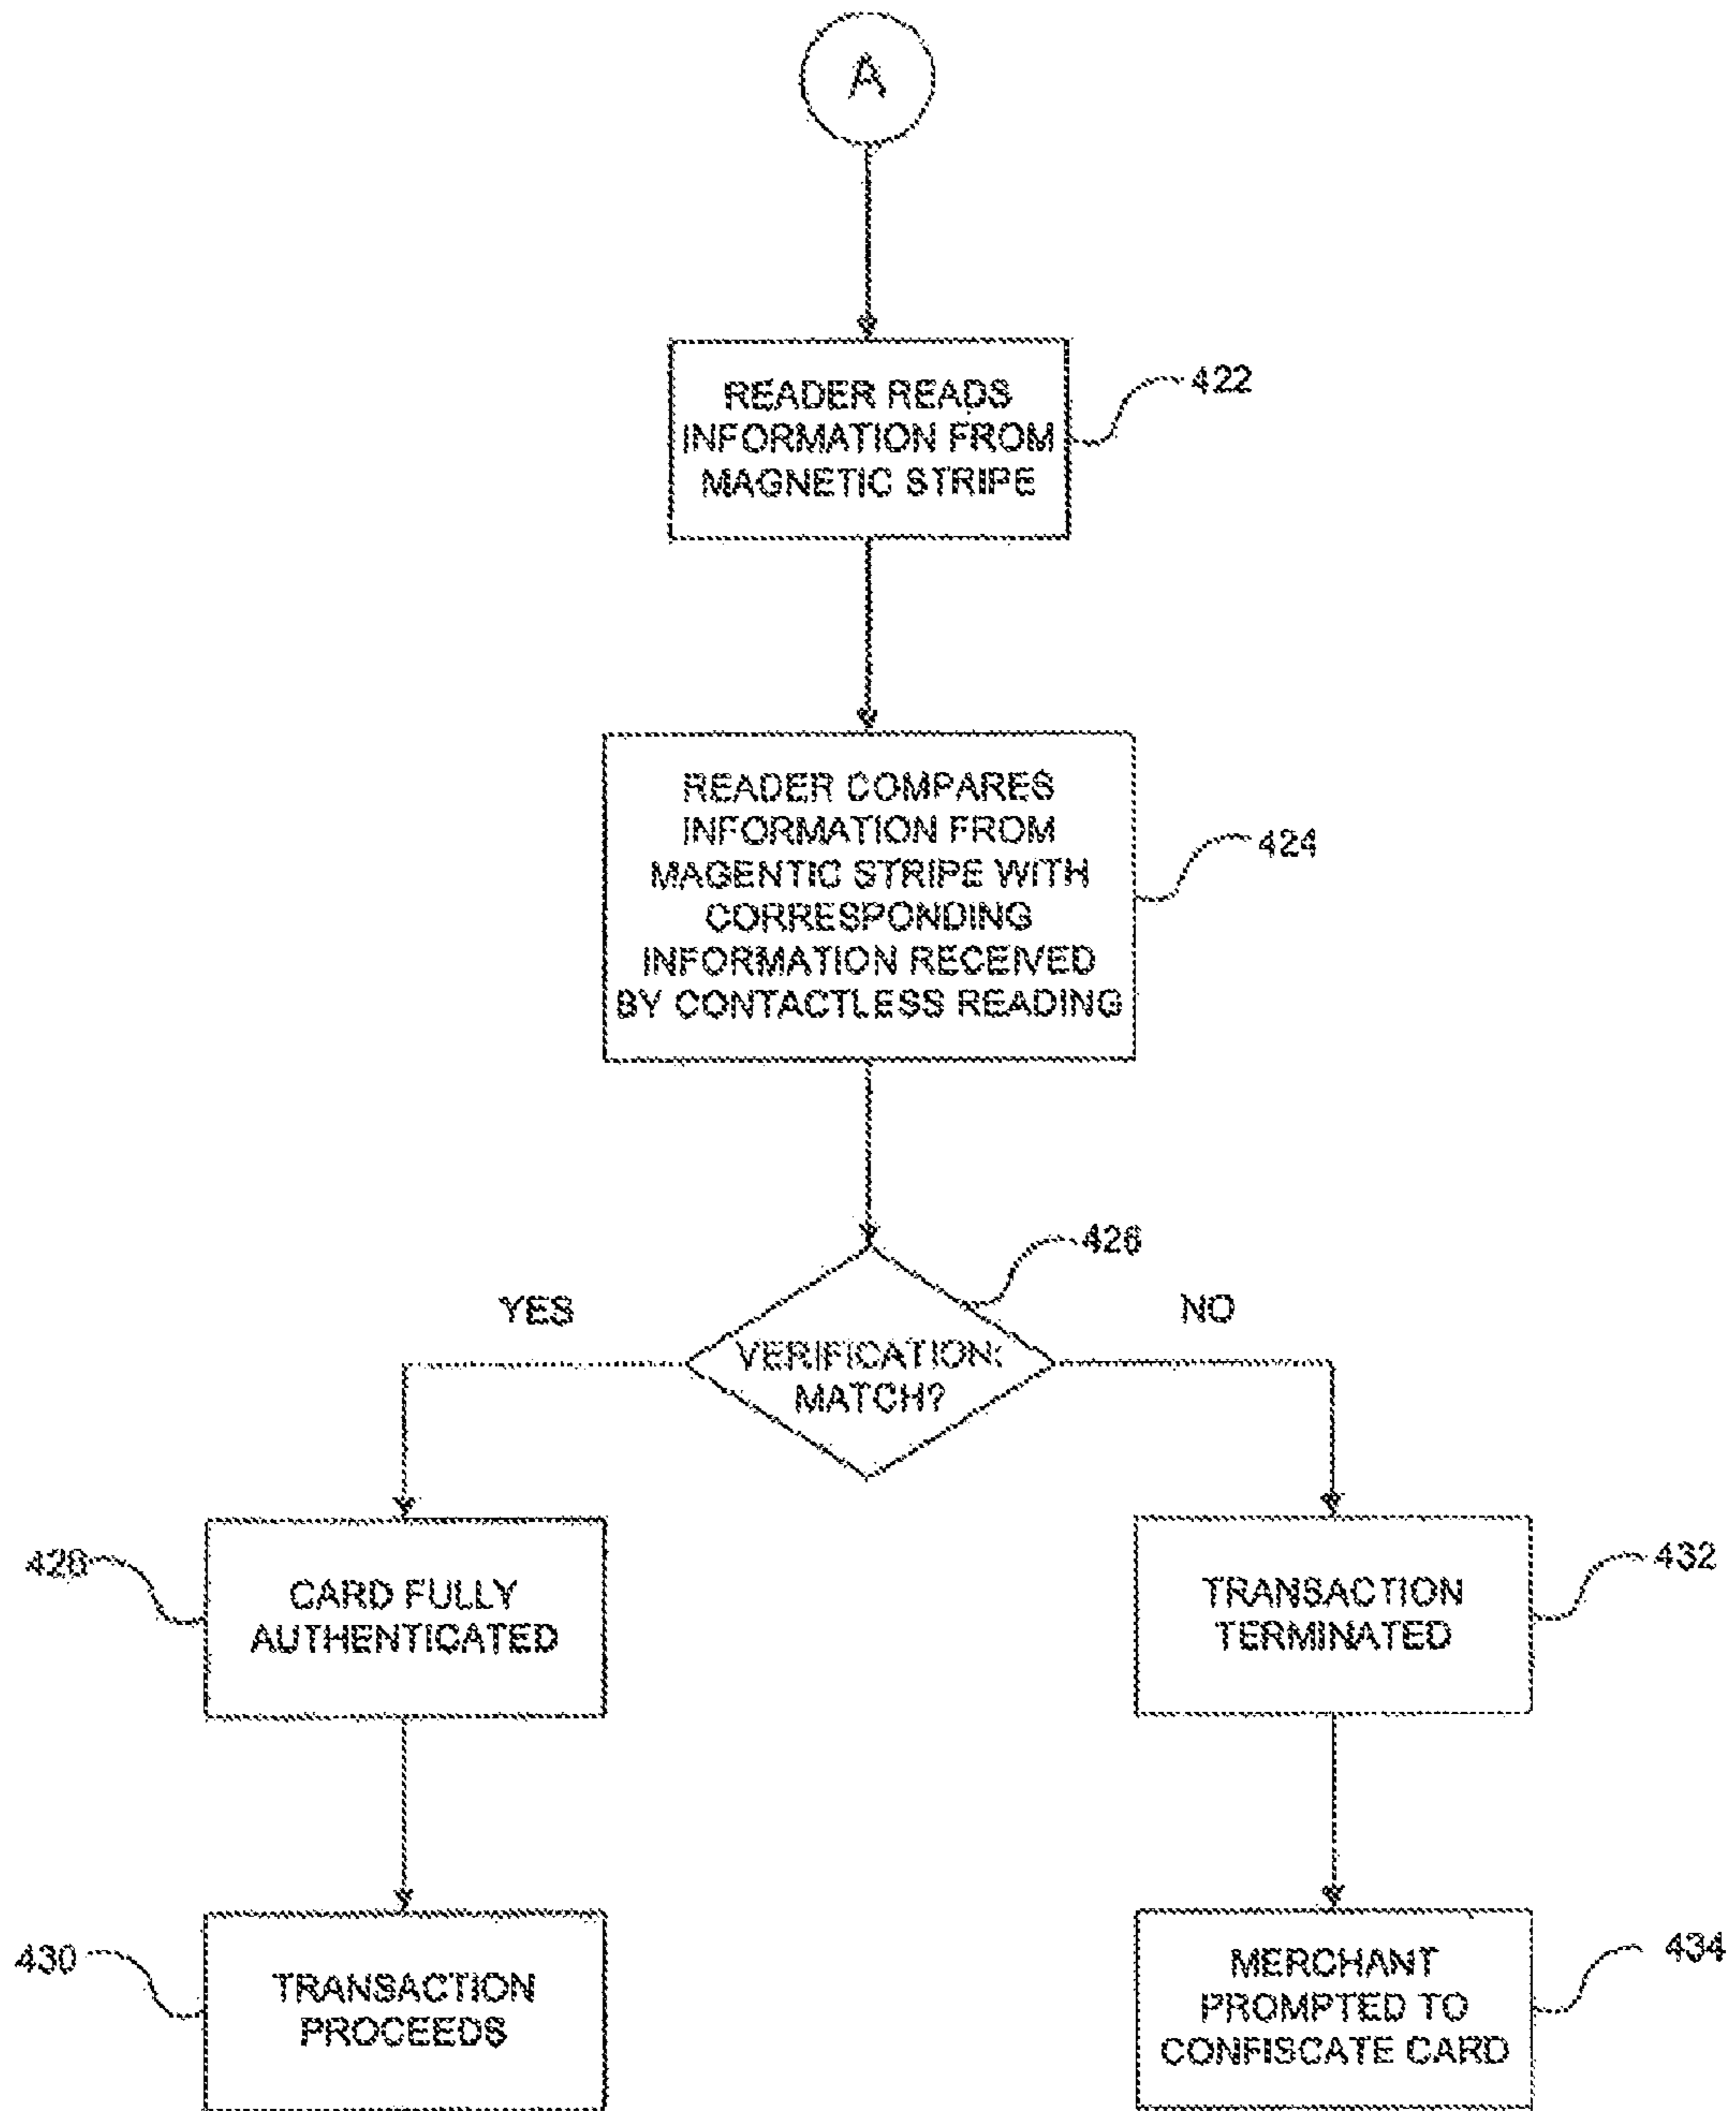 A
READER READS
INFORMATION FROM
MAGNETIC STRIPE
422
READER COMPARES
INFORMATION FROM
MAGENTIC STRIPE WITH
CORRESPONDING
INFORMATION RECEIVED
BY CONTACTLESS READING
424
426
YES
NO
VERIFICATION:
MATCH?
428
CARD FULLY
AUTHENTICATED
TRANSACTION
TERMINATED
432
430
TRANSACTION
PROCEEDS
MERCHANT
PROMPTED TO
CONFISCATE CARD
434